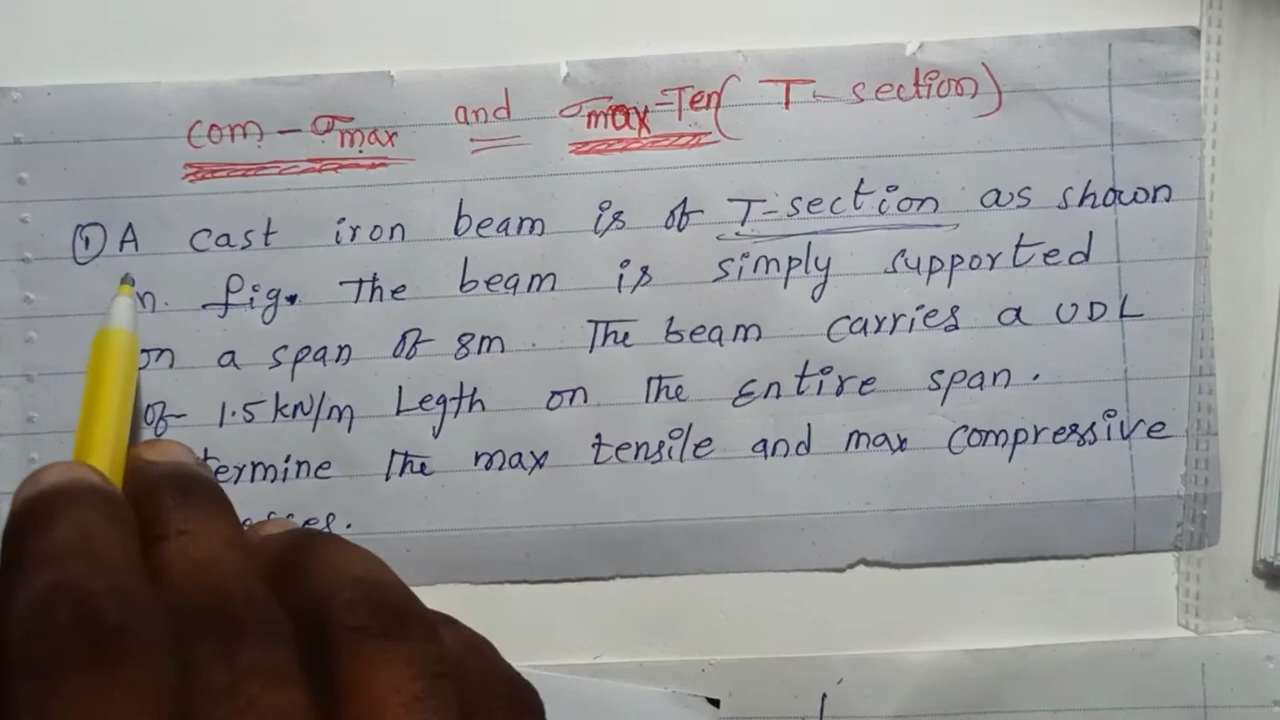 com - σmax and σmax-Ten( T- section)
① A cast iron beam is of T-section as shown
n. fig. The beam is simply supported
on a span of 8m. The beam carries a UDL
of 1.5 kN/m Legth on the Entire span.
termine the max tensile and max compressive